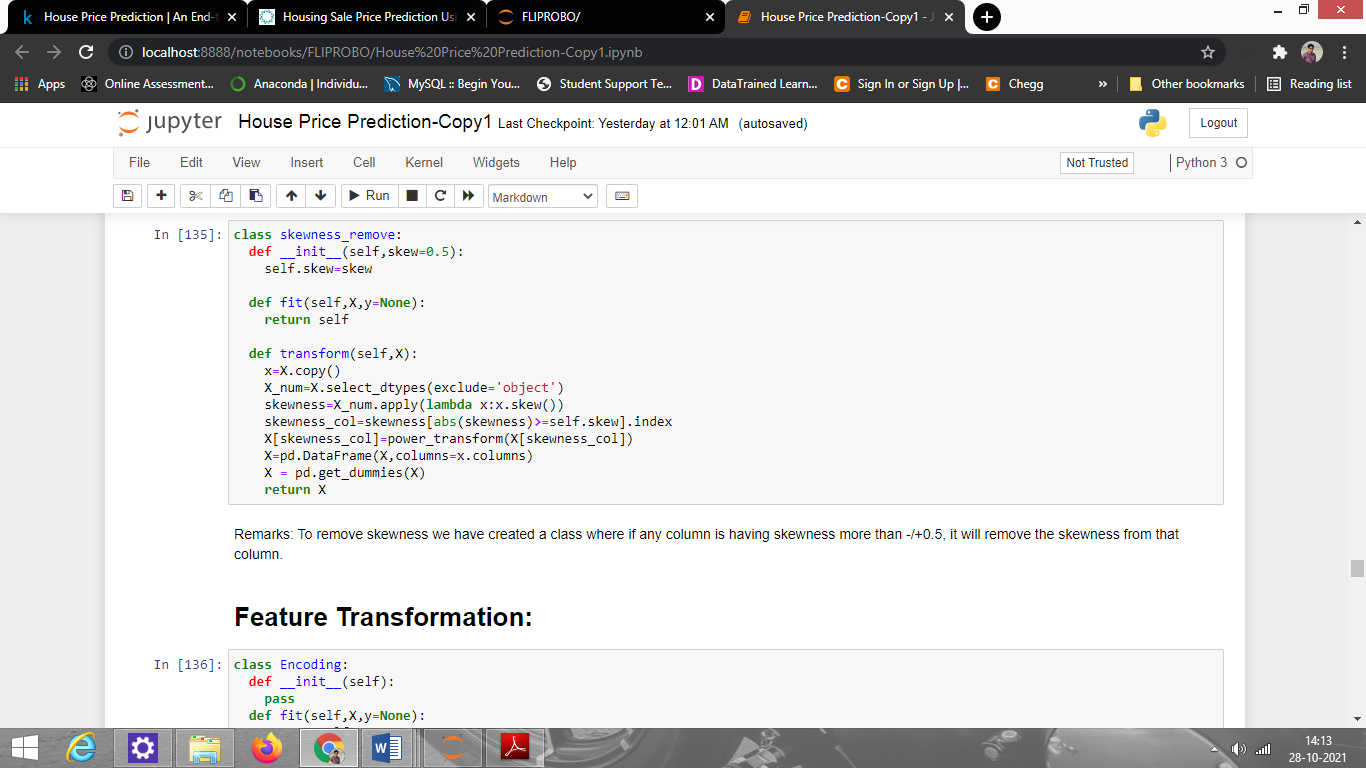 House Price Prediction | An End-t
Housing Sale Price Prediction Usi
FLIPROBO/
House Price Prediction-Copy1 - J
localhost:8888/notebooks/FLIPROBO/House%20Price%20Prediction-Copy1.ipynb
Apps
Online Assessment...
Anaconda | Individu...
MySQL :: Begin You...
Student Support Te...
DataTrained Learn...
Sign In or Sign Up |...
Chegg
»
Other bookmarks
Reading list
jupyter House Price Prediction-Copy1 Last Checkpoint: Yesterday at 12:01 AM (autosaved)
Logout
File Edit View Insert Cell Kernel Widgets Help
Not Trusted
Python 3
Run
Markdown
In [135]: class skewness_remove:
def __init__(self,skew=0.5):
self.skew=skew
def fit(self,X,y=None):
return self
def transform(self,X):
x=X.copy()
X_num=X.select_dtypes(exclude='object')
skewness=X_num.apply(lambda x:x.skew())
skewness_col=skewness[abs(skewness)>=self.skew].index
X[skewness_col]=power_transform(X[skewness_col])
X=pd.DataFrame(X,columns=x.columns)
X = pd.get_dummies(X)
return X
Remarks: To remove skewness we have created a class where if any column is having skewness more than -/+0.5, it will remove the skewness from that
column.
Feature Transformation:
In [136]: class Encoding:
def __init__(self):
pass
def fit(self,X,y=None):
14:13
28-10-2021